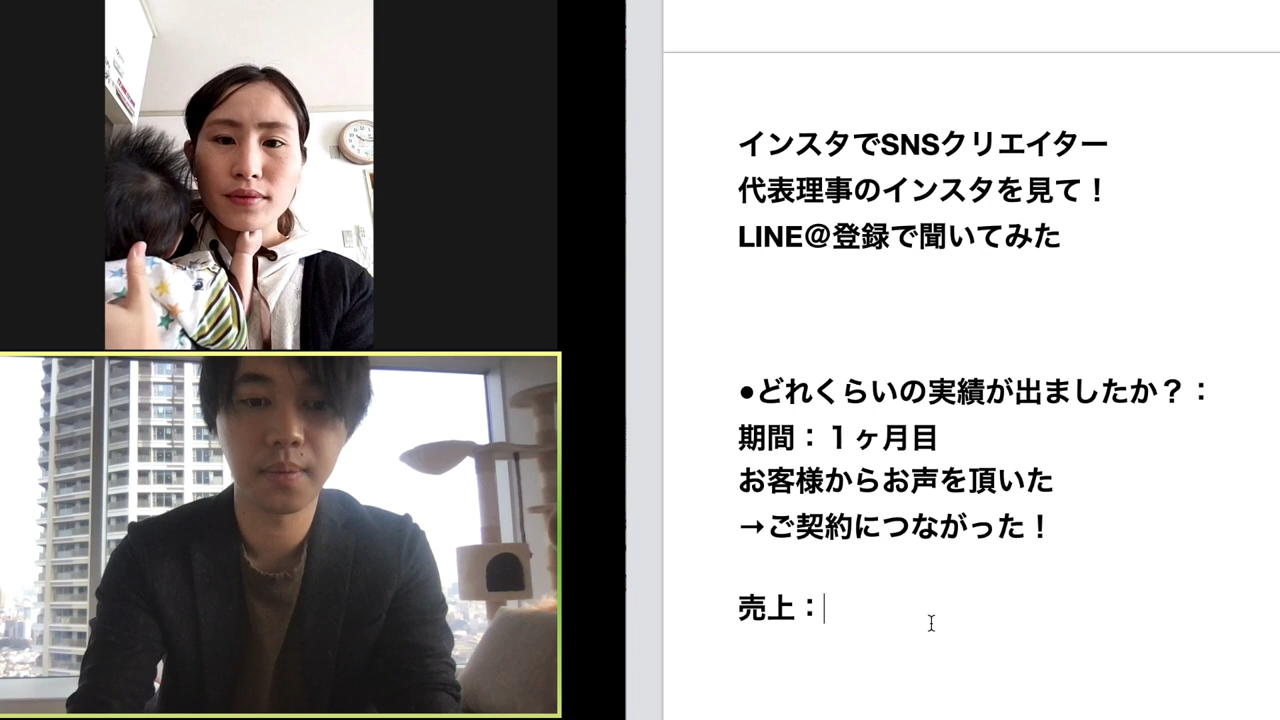 インスタでSNSクリエイター
代表理事のインスタを見て！
LINE@登録で聞いてみた
●どれくらいの実績が出ましたか？：
期間：１ヶ月目
お客様からお声を頂いた
→ご契約につながった！
売上：